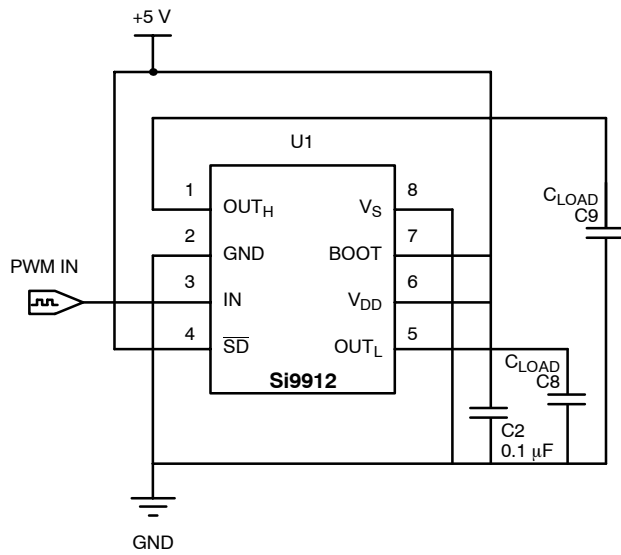 +5 V
U1
1
OUTH
VS
8
CLOAD
C9
2
GND
BOOT
7
PWM IN
3
IN
VDD
6
4
SD
OUTL
5
Si9912
CLOAD
C8
C2
0.1 μF
GND